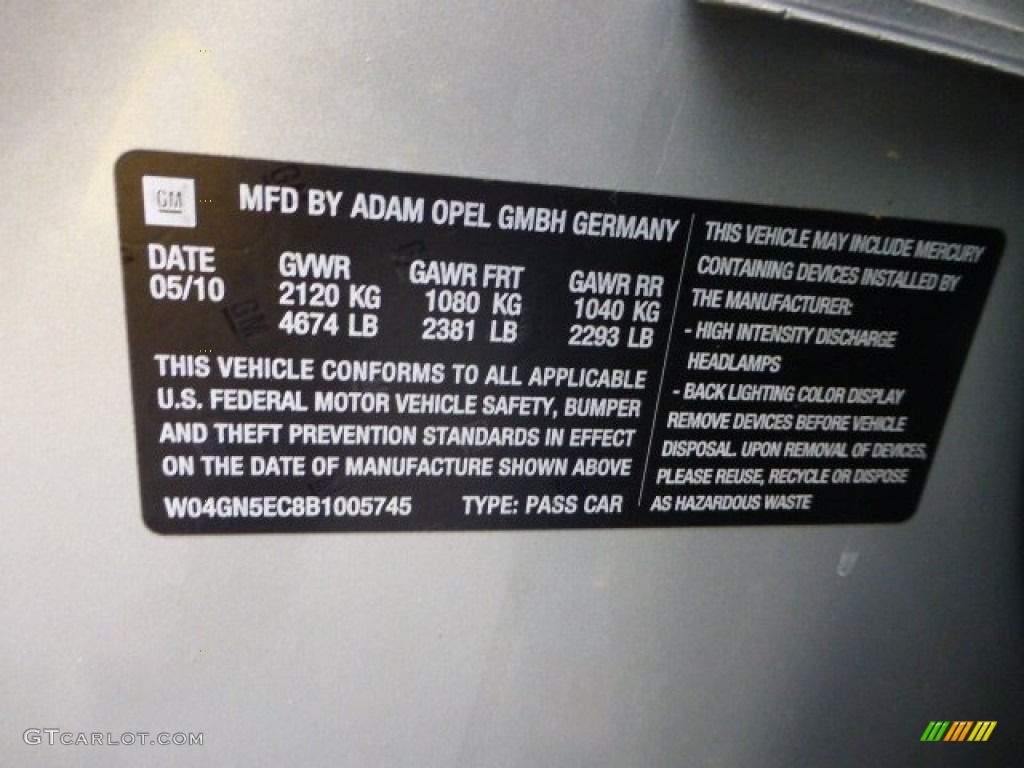 GM
MFD BY ADAM OPEL GMBH GERMANY
DATE
05/10
GVWR
2120 KG
4674 LB
GAWR FRT
1080 KG
2381 LB
GAWR RR
1040 KG
2293 LB
THIS VEHICLE CONFORMS TO ALL APPLICABLE
U.S. FEDERAL MOTOR VEHICLE SAFETY, BUMPER
AND THEFT PREVENTION STANDARDS IN EFFECT
ON THE DATE OF MANUFACTURE SHOWN ABOVE
W04GN5EC8B1005745 TYPE: PASS CAR
THIS VEHICLE MAY INCLUDE MERCURY
CONTAINING DEVICES INSTALLED BY
THE MANUFACTURER:
- HIGH INTENSITY DISCHARGE
HEADLAMPS
- BACK LIGHTING COLOR DISPLAY
REMOVE DEVICES BEFORE VEHICLE
DISPOSAL. UPON REMOVAL OF DEVICES,
PLEASE REUSE, RECYCLE OR DISPOSE
AS HAZARDOUS WASTE
GTCARLOT.COM